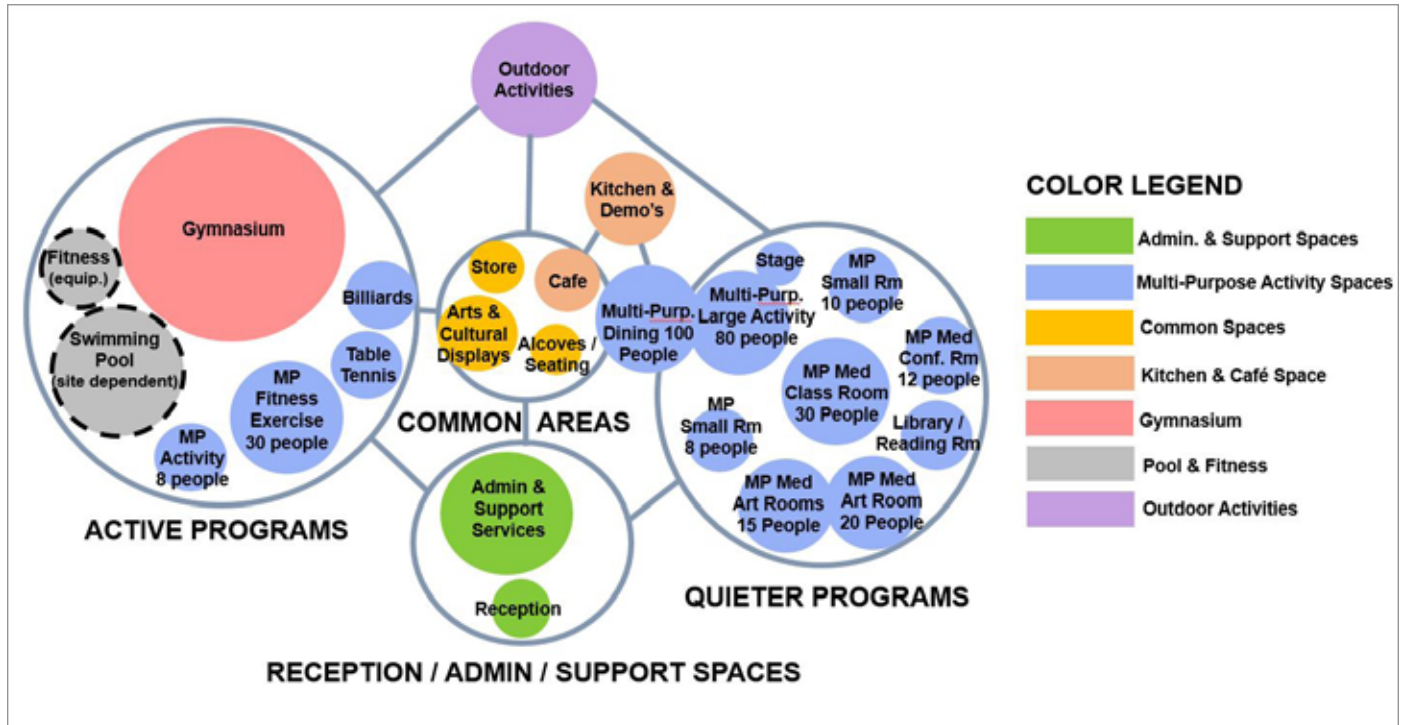 Outdoor
Activities
Kitchen &
Demo's
Gymnasium
Fitness
(equip.)
Swimming
Pool
(site dependent)
Billiards
Table
Tennis
MP
Fitness
Exercise
30 people
MP
Activity
8 people
ACTIVE PROGRAMS
Store
Cafe
Arts &
Cultural
Displays
Alcoves /
Seating
COMMON AREAS
Multi-Purp.
Dining 100
People
Stage
Multi-Purp.
Large Activity
80 people
MP
Small Rm
10 people
MP Med
Conf. Rm
12 people
MP Med
Class Room
30 People
MP
Small Rm
8 people
Library /
Reading Rm
MP Med
Art Rooms
15 People
MP Med
Art Room
20 People
QUIETER PROGRAMS
Admin &
Support
Services
Reception
RECEPTION / ADMIN / SUPPORT SPACES
COLOR LEGEND
Admin. & Support Spaces
Multi-Purpose Activity Spaces
Common Spaces
Kitchen & Café Space
Gymnasium
Pool & Fitness
Outdoor Activities